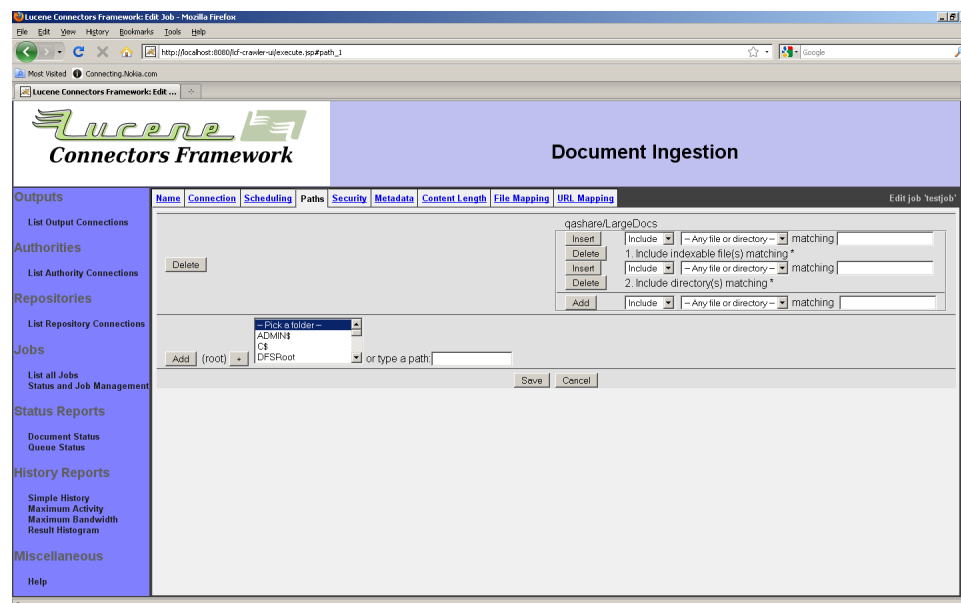 Lucene Connectors Framework: Edit Job - Mozilla Firefox
File Edit View History Bookmarks Tools Help
http://localhost:8080/lcf-crawler-ui/execute.jsp#path_1
Google
Most Visited Connecting.Nokia.com
Lucene Connectors Framework: Edit ...
Lucene
Connectors Framework
Document Ingestion
Outputs
Name Connection Scheduling Paths Security Metadata Content Length File Mapping URL Mapping Edit job 'testjob'
List Output Connections
Authorities
List Authority Connections
Repositories
List Repository Connections
Jobs
List all Jobs
Status and Job Management
Status Reports
Document Status
Queue Status
History Reports
Simple History
Maximum Activity
Maximum Bandwidth
Result Histogram
Miscellaneous
Help
Delete
qashare/LargeDocs
Insert Include -- Any file or directory -- matching
Delete 1. Include indexable file(s) matching *
Insert Include -- Any file or directory -- matching
Delete 2. Include directory(s) matching *
Add Include -- Any file or directory -- matching
-- Pick a folder --
ADMIN$
C$
DFSRoot
Add (root) + or type a path:
Save Cancel